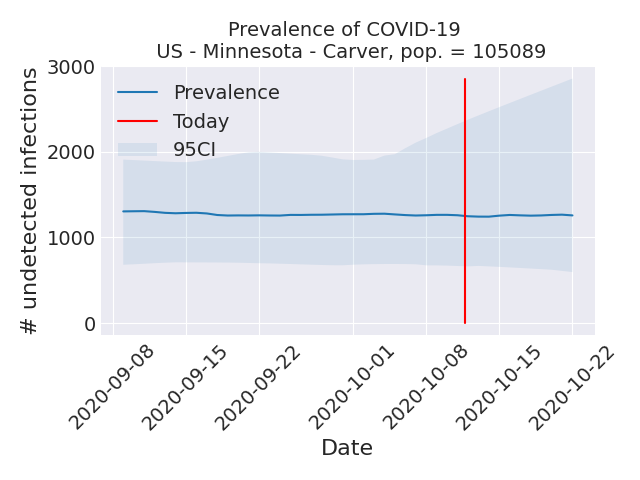 Prevalence of COVID-19
US - Minnesota - Carver, pop. = 105089
# undetected infections
3000
2000
1000
0
Prevalence
Today
95CI
2020-09-08
2020-09-15
2020-09-22
2020-10-01
2020-10-08
2020-10-15
2020-10-22
Date